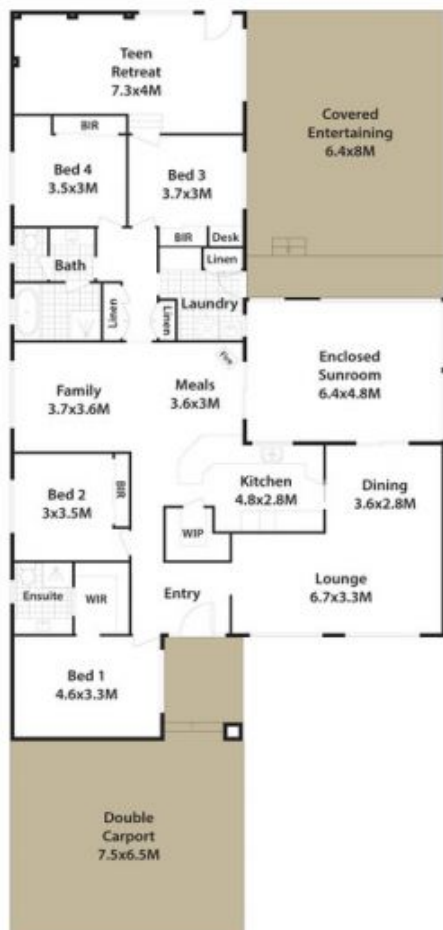 Teen
Retreat
7.3x4M
Covered
Entertaining
6.4x8M
BIR
Bed 4
3.5x3M
Bed 3
3.7x3M
BIR
Desk
Bath
Linen
Linen
Linen
Laundry
Fire
Family
3.7x3.6M
Meals
3.6x3M
Enclosed
Sunroom
6.4x4.8M
Bed 2
3x3.5M
BIR
Kitchen
4.8x2.8M
Dining
3.6x2.8M
WIP
Ensuite
WIR
Entry
Lounge
6.7x3.3M
Bed 1
4.6x3.3M
Double
Carport
7.5x6.5M